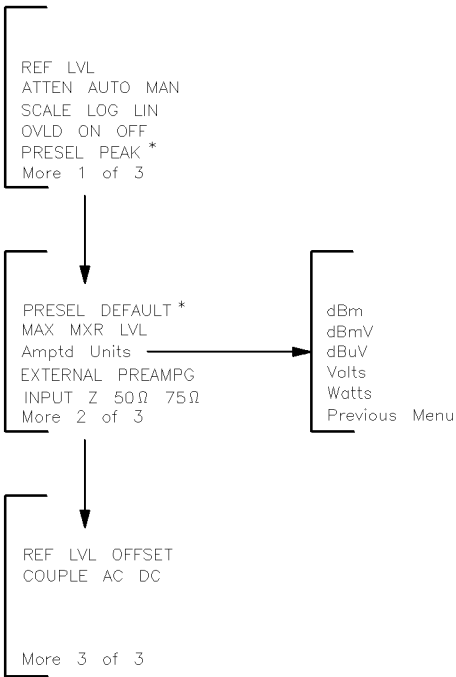 REF LVL
ATTEN AUTO MAN
SCALE LOG LIN
OVLD ON OFF
PRESEL PEAK *
More 1 of 3
PRESEL DEFAULT *
MAX MXR LVL
Amptd Units
EXTERNAL PREAMPG
INPUT Z 50Ω 75Ω
More 2 of 3
dBm
dBmV
dBuV
Volts
Watts
Previous Menu
REF LVL OFFSET
COUPLE AC DC
More 3 of 3